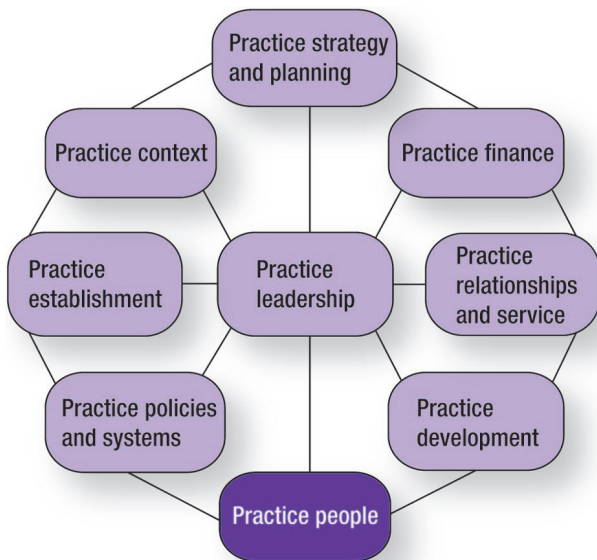 Practice strategy
and planning
Practice context
Practice finance
Practice
establishment
Practice
leadership
Practice
relationships
and service
Practice policies
and systems
Practice
development
Practice people